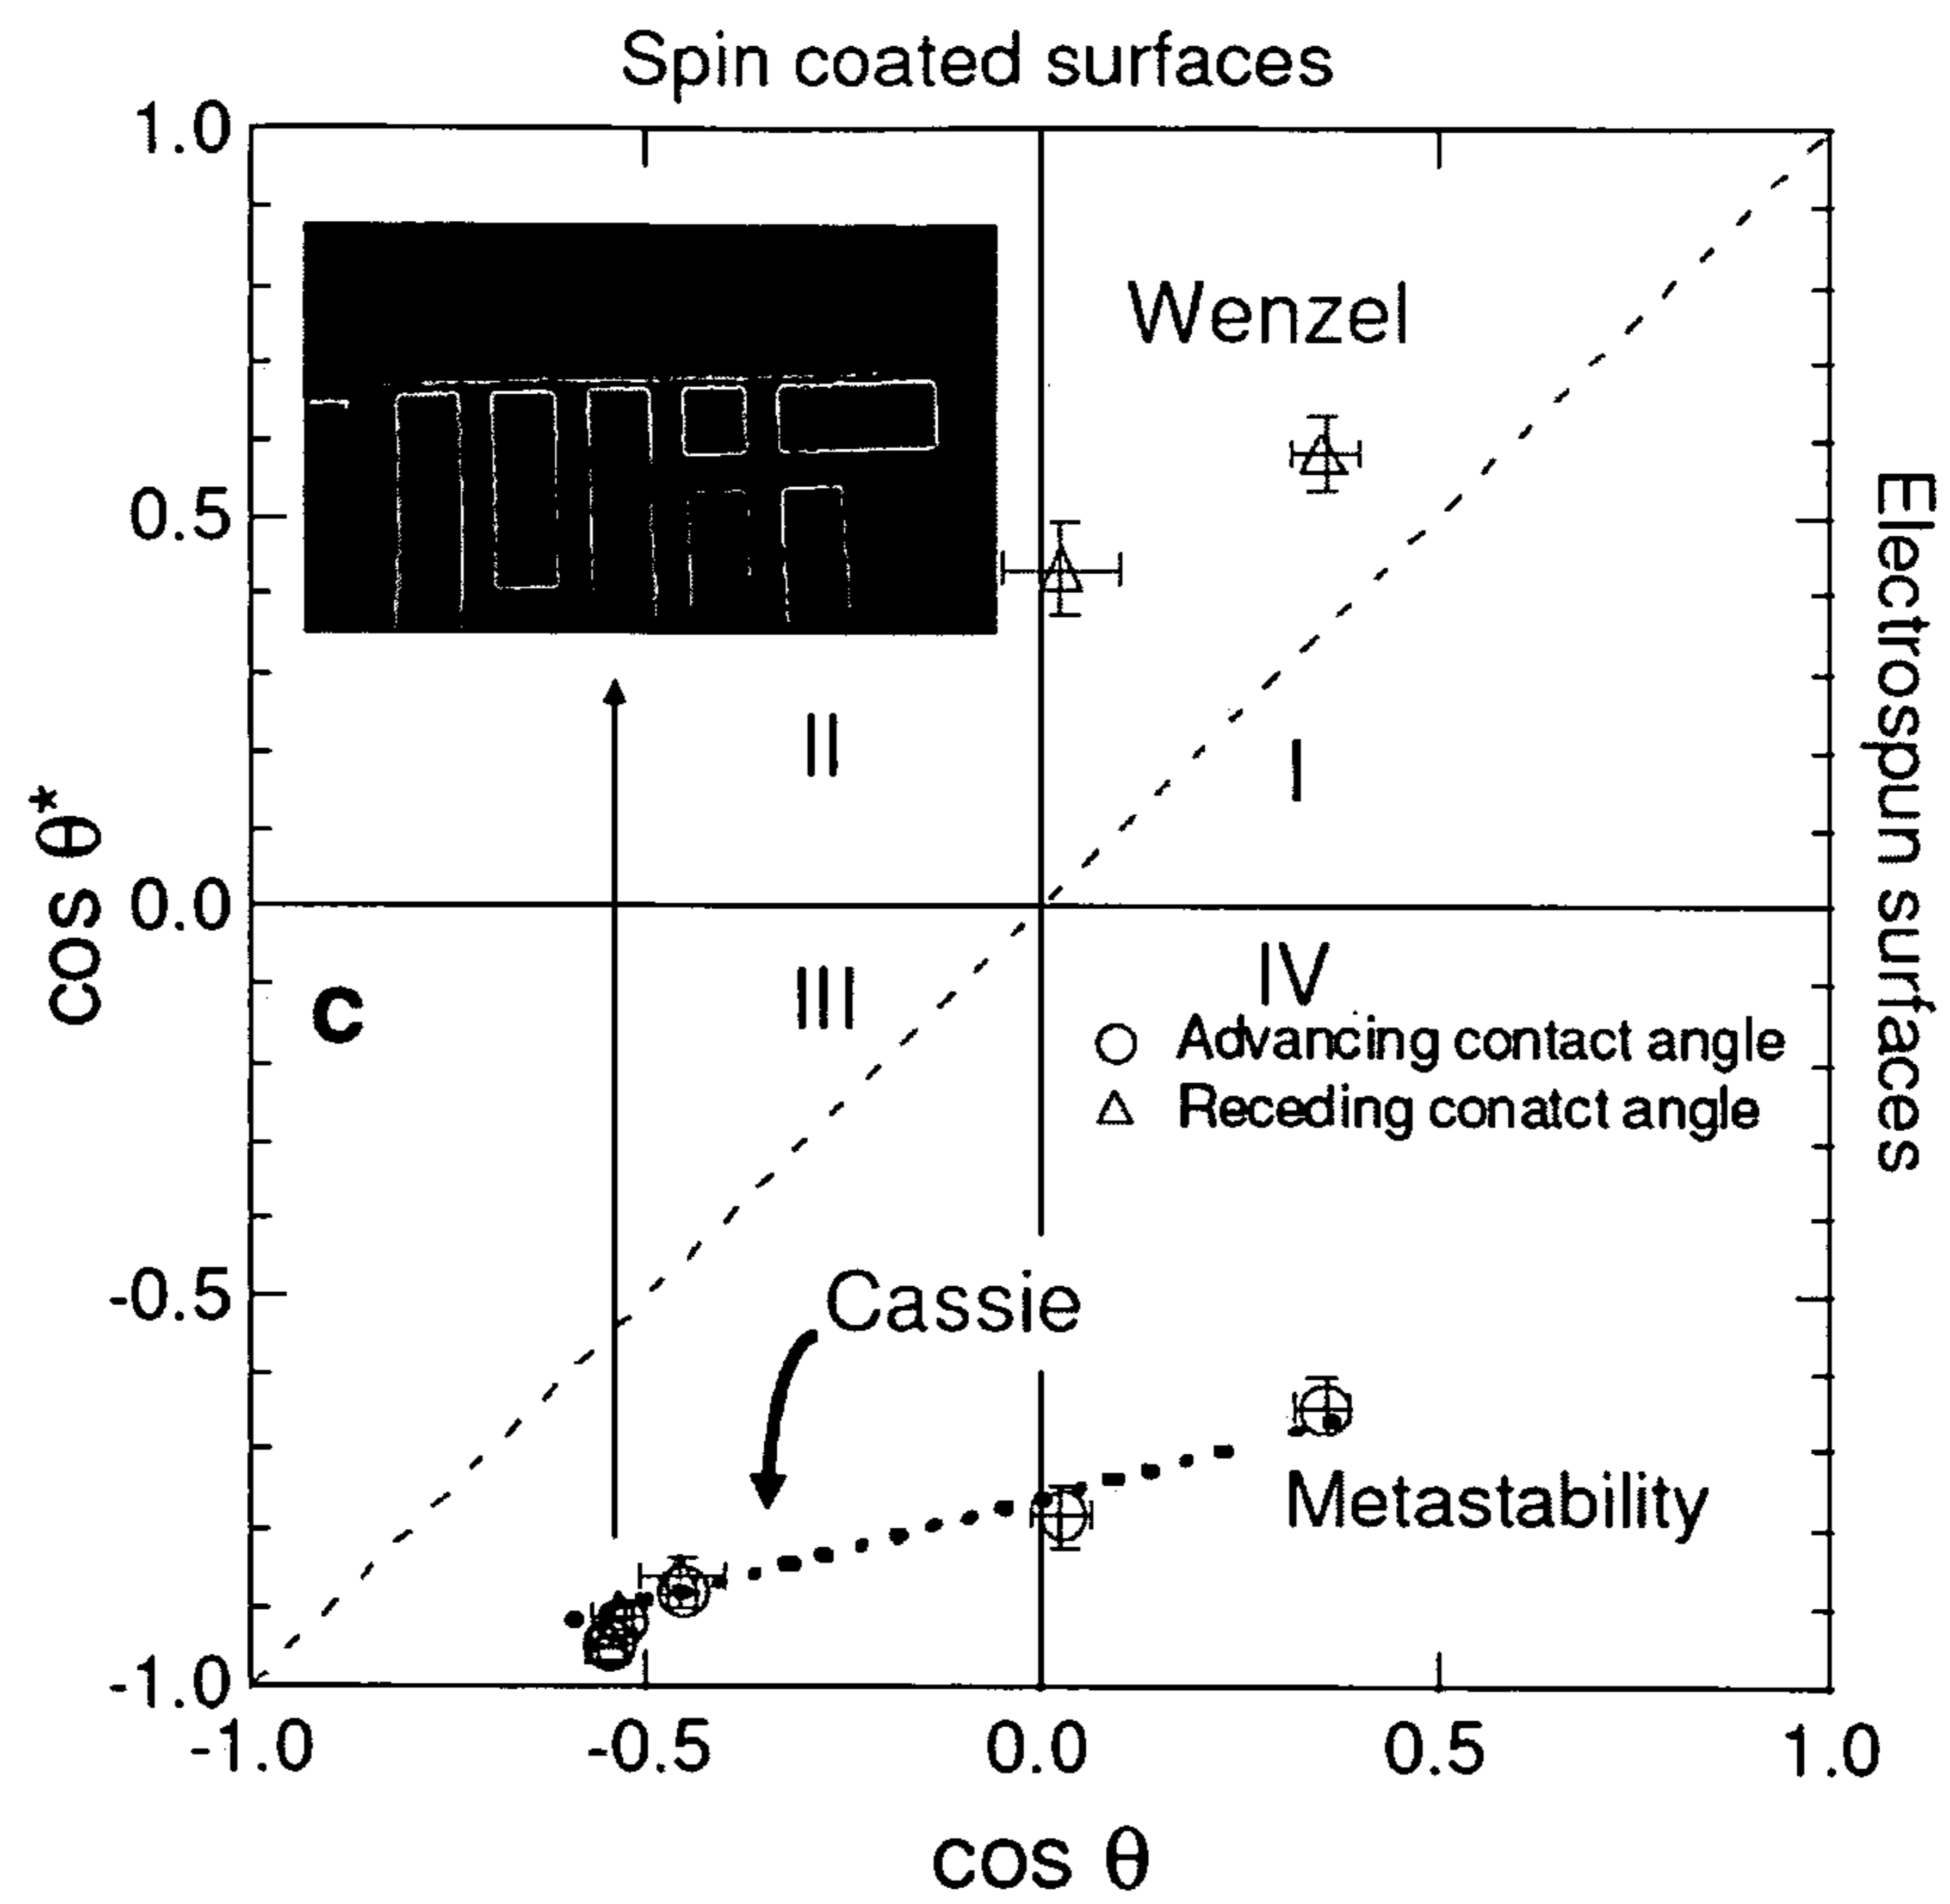 Spin coated surfaces
1.0
0.5
0.0
-0.5
-1.0
cos θ*
Wenzel
II
I
III
IV
c
Advancing contact angle
Receding conatct angle
Cassie
Metastability
Electrospun surfaces
-1.0
-0.5
0.0
0.5
1.0
cos θ